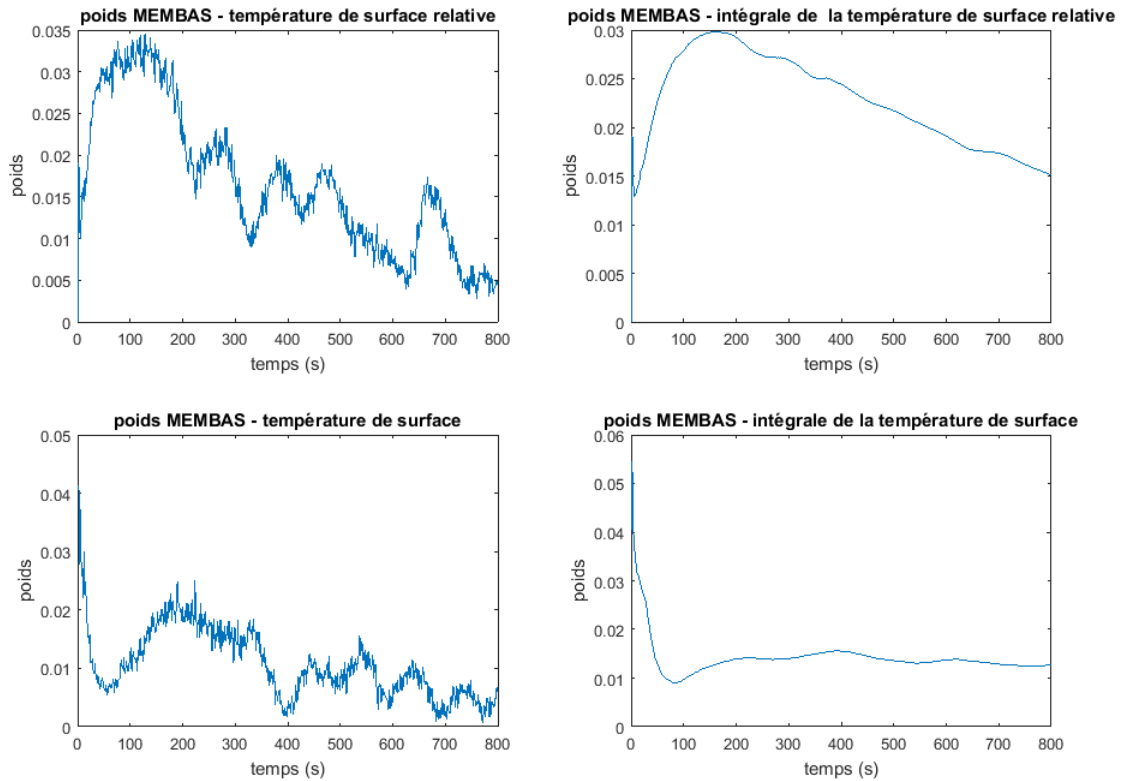 poids MEMBAS - température de surface relative
0.035
0.03
0.025
0.02
0.015
0.01
0.005
0
poids
0 100 200 300 400 500 600 700 800
temps (s)
poids MEMBAS - intégrale de  la température de surface relative
0.03
0.025
0.02
0.015
0.01
0.005
0
poids
0 100 200 300 400 500 600 700 800
temps (s)
poids MEMBAS - température de surface
0.05
0.04
0.03
0.02
0.01
0
poids
0 100 200 300 400 500 600 700 800
temps (s)
poids MEMBAS - intégrale de la température de surface
0.06
0.05
0.04
0.03
0.02
0.01
0
poids
0 100 200 300 400 500 600 700 800
temps (s)